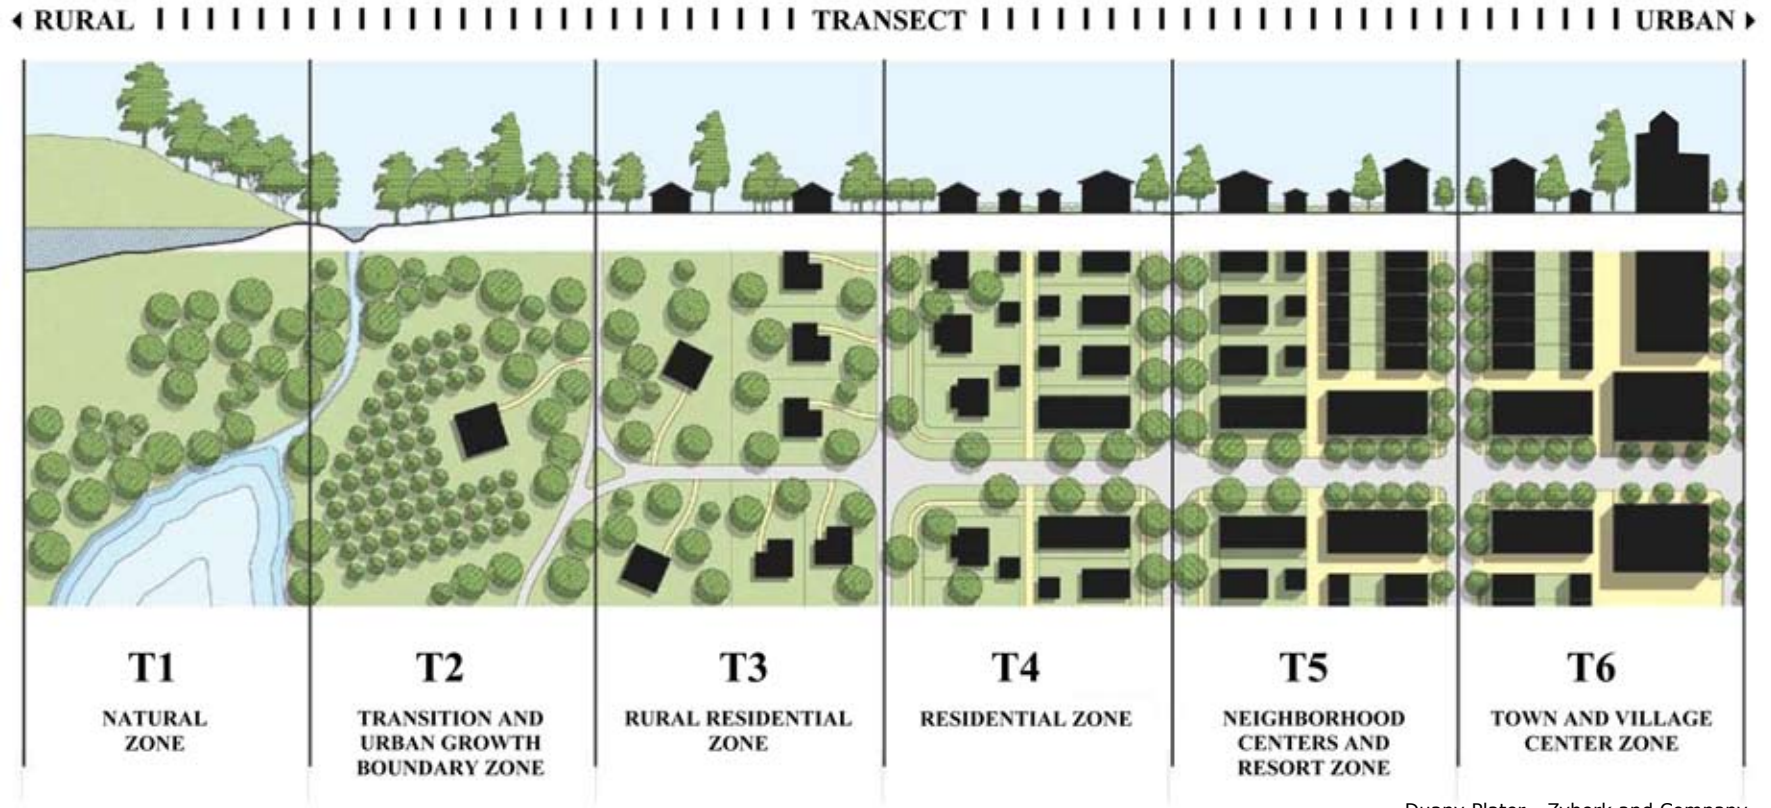 RURAL TRANSECT URBAN
T1 T2 T3 T4 T5 T6
NATURAL
ZONE
TRANSITION AND
URBAN GROWTH
BOUNDARY ZONE
RURAL RESIDENTIAL
ZONE
RESIDENTIAL ZONE
NEIGHBORHOOD
CENTERS AND
RESORT ZONE
TOWN AND VILLAGE
CENTER ZONE